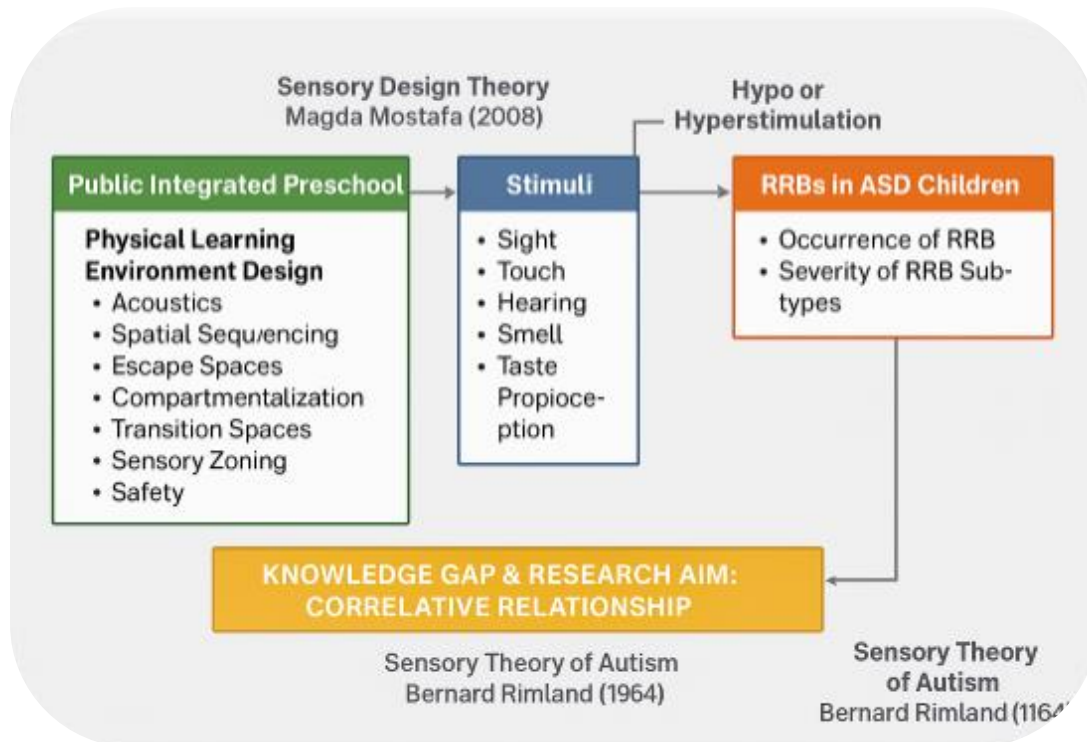 Sensory Design Theory
Magda Mostafa (2008)
Hypo or
Hyperstimulation
Public Integrated Preschool
Physical Learning
Environment Design
• Acoustics
• Spatial Sequencing
• Escape Spaces
• Compartmentalization
• Transition Spaces
• Sensory Zoning
• Safety
Stimuli
• Sight
• Touch
• Hearing
• Smell
• Taste
Propioce-
ption
RRBs in ASD Children
• Occurrence of RRB
• Severity of RRB Sub-
types
KNOWLEDGE GAP & RESEARCH AIM:
CORRELATIVE RELATIONSHIP
Sensory Theory of Autism
Bernard Rimland (1964)
Sensory Theory
of Autism
Bernard Rimland (1164)